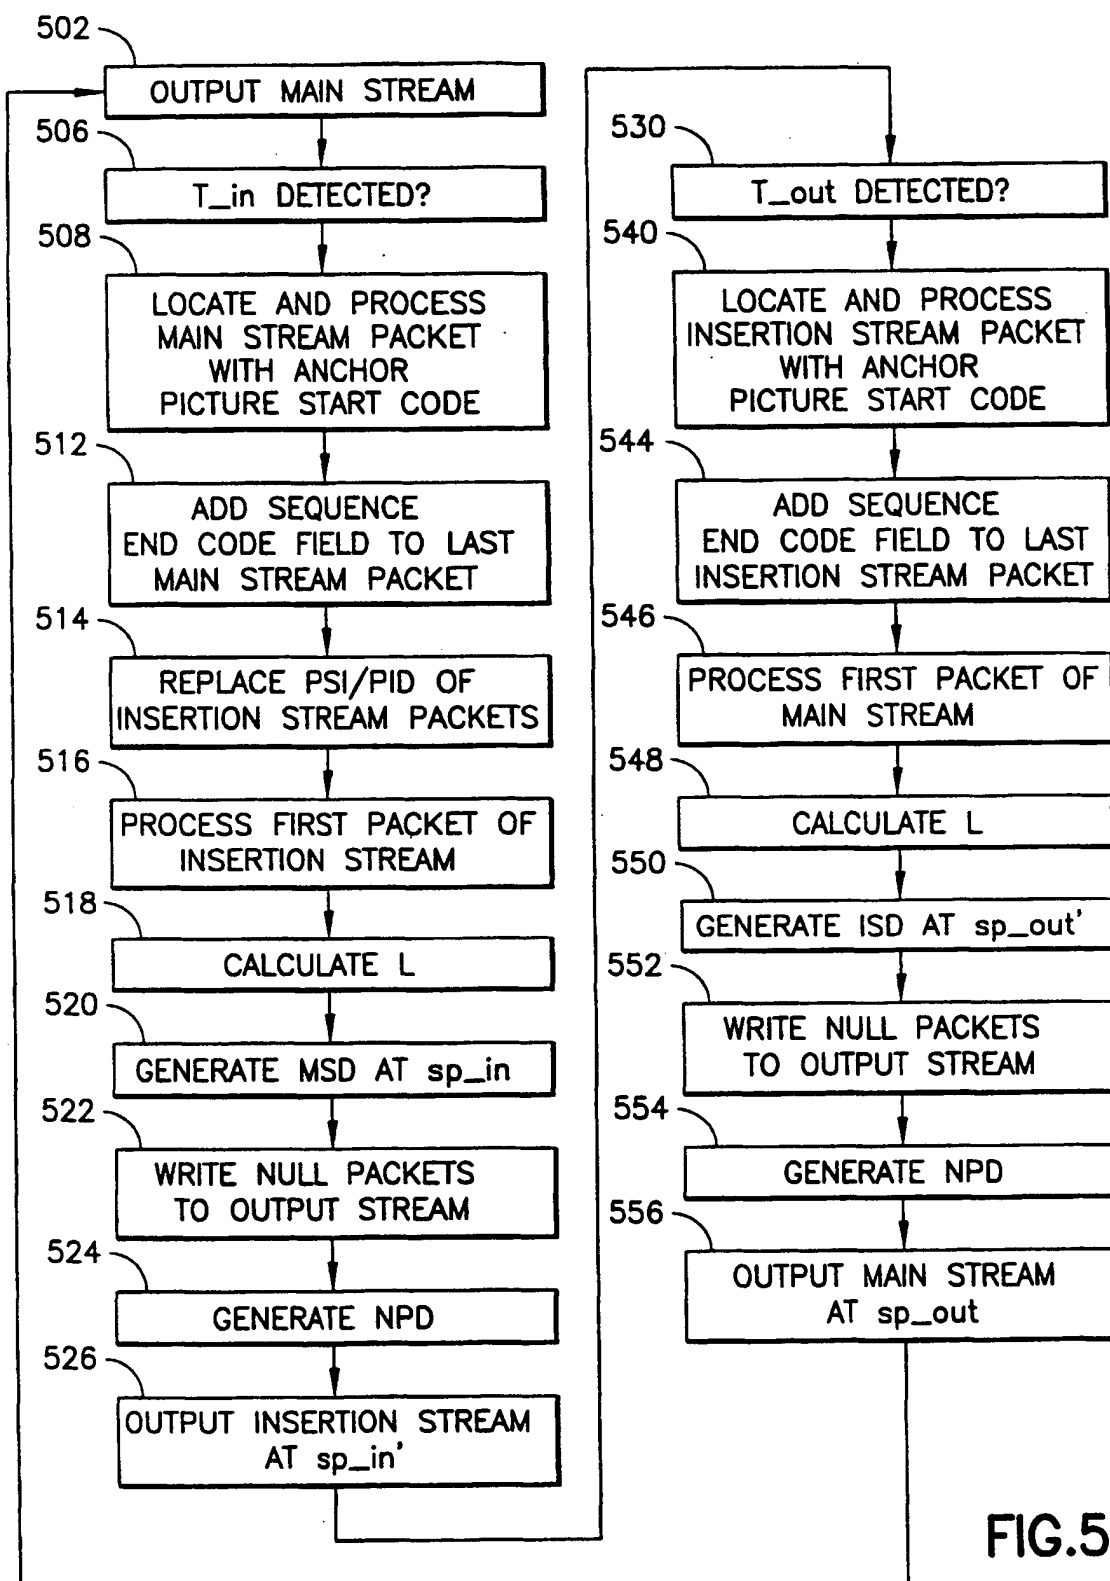 502
OUTPUT MAIN STREAM
506
T_in DETECTED?
508
LOCATE AND PROCESS
MAIN STREAM PACKET
WITH ANCHOR
PICTURE START CODE
512
ADD SEQUENCE
END CODE FIELD TO LAST
MAIN STREAM PACKET
514
REPLACE PSI/PID OF
INSERTION STREAM PACKETS
516
PROCESS FIRST PACKET OF
INSERTION STREAM
518
CALCULATE L
520
GENERATE MSD AT sp_in
522
WRITE NULL PACKETS
TO OUTPUT STREAM
524
GENERATE NPD
526
OUTPUT INSERTION STREAM
AT sp_in'
530
T_out DETECTED?
540
LOCATE AND PROCESS
INSERTION STREAM PACKET
WITH ANCHOR
PICTURE START CODE
544
ADD SEQUENCE
END CODE FIELD TO LAST
INSERTION STREAM PACKET
546
PROCESS FIRST PACKET OF
MAIN STREAM
548
CALCULATE L
550
GENERATE ISD AT sp_out'
552
WRITE NULL PACKETS
TO OUTPUT STREAM
554
GENERATE NPD
556
OUTPUT MAIN STREAM
AT sp_out
FIG.5